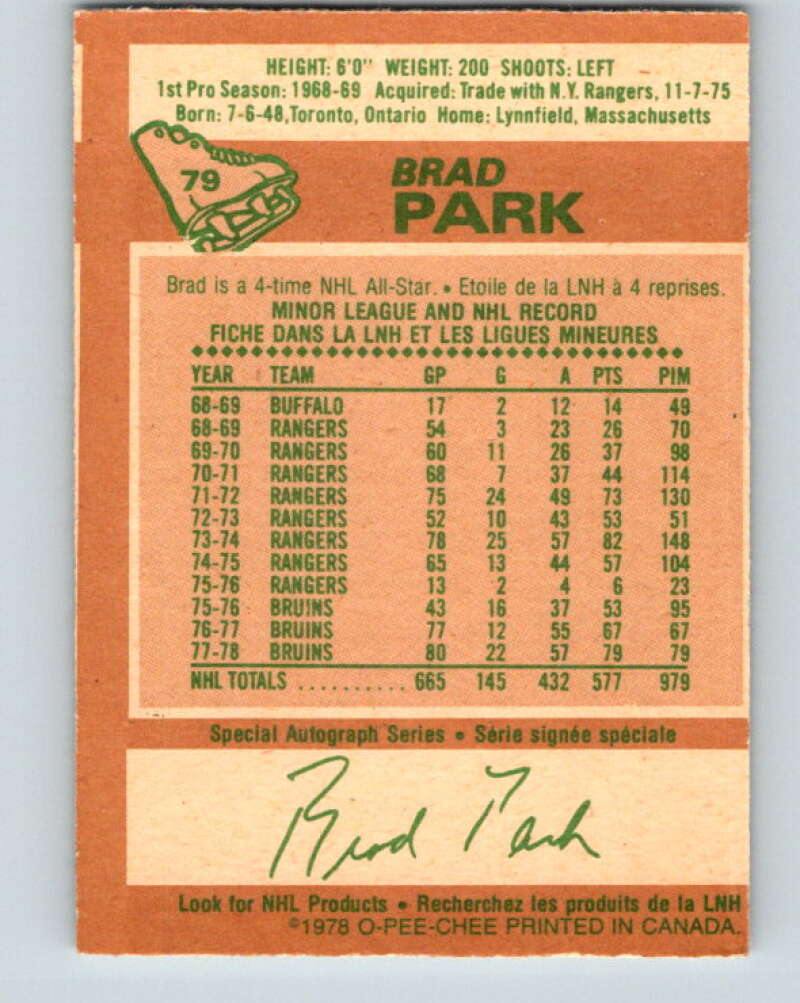 HEIGHT: 6'0" WEIGHT: 200 SHOOTS: LEFT
1st Pro Season: 1968-69 Acquired: Trade with N.Y. Rangers, 11-7-75
Born: 7-6-48, Toronto, Ontario Home: Lynnfield, Massachusetts
79
BRAD
PARK
Brad is a 4-time NHL All-Star. • Etoile de la LNH à 4 reprises.
MINOR LEAGUE AND NHL RECORD
FICHE DANS LA LNH ET LES LIGUES MINEURES
YEAR TEAM GP G A PTS PIM
68-69 BUFFALO 17 2 12 14 49
68-69 RANGERS 54 3 23 26 70
69-70 RANGERS 60 11 26 37 98
70-71 RANGERS 68 7 37 44 114
71-72 RANGERS 75 24 49 73 130
72-73 RANGERS 52 10 43 53 51
73-74 RANGERS 78 25 57 82 148
74-75 RANGERS 65 13 44 57 104
75-76 RANGERS 13 2 4 6 23
75-76 BRUINS 43 16 37 53 95
76-77 BRUINS 77 12 55 67 67
77-78 BRUINS 80 22 57 79 79
NHL TOTALS .......... 665 145 432 577 979
Special Autograph Series • Série signée spéciale
Brad Park
Look for NHL Products • Recherchez les produits de la LNH
©1978 O-PEE-CHEE PRINTED IN CANADA.